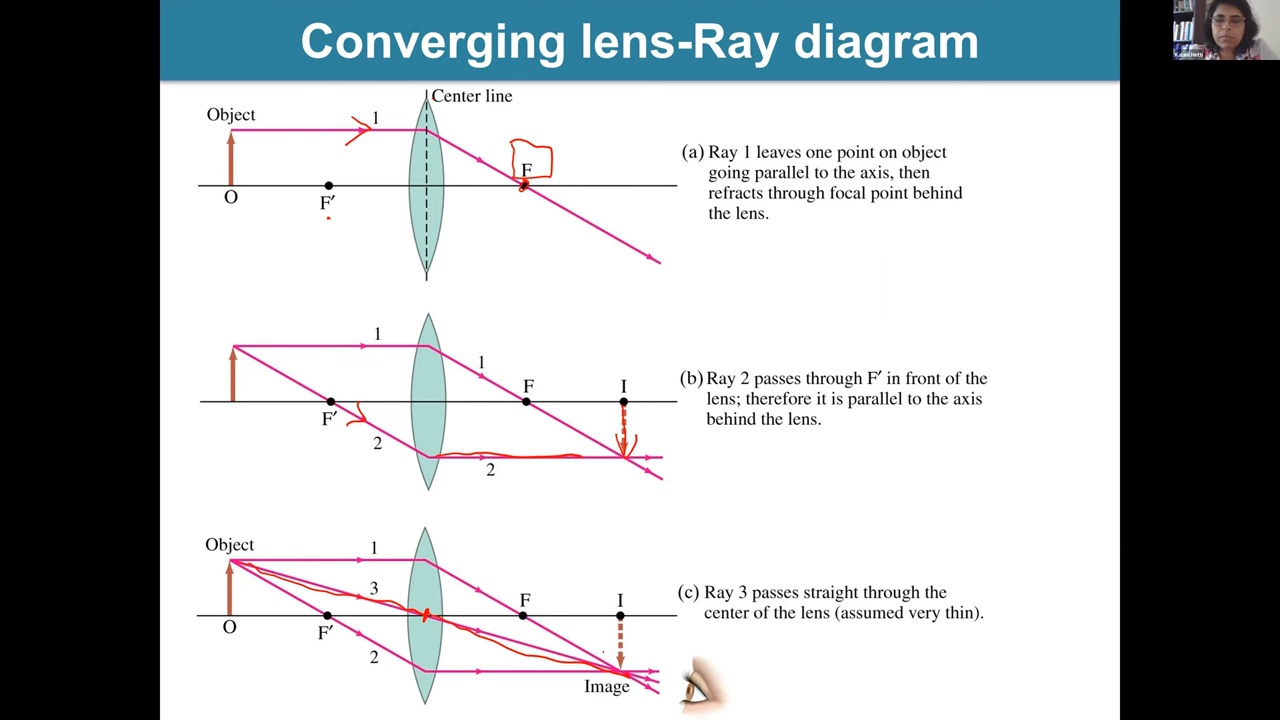 Converging lens-Ray diagram
Center line
Object
1
F
O
F′
(a) Ray 1 leaves one point on object
going parallel to the axis, then
refracts through focal point behind
the lens.
1
1
F
I
F′
2
2
(b) Ray 2 passes through F′ in front of the
lens; therefore it is parallel to the axis
behind the lens.
Object
1
3
F
I
O
F′
2
Image
(c) Ray 3 passes straight through the
center of the lens (assumed very thin).